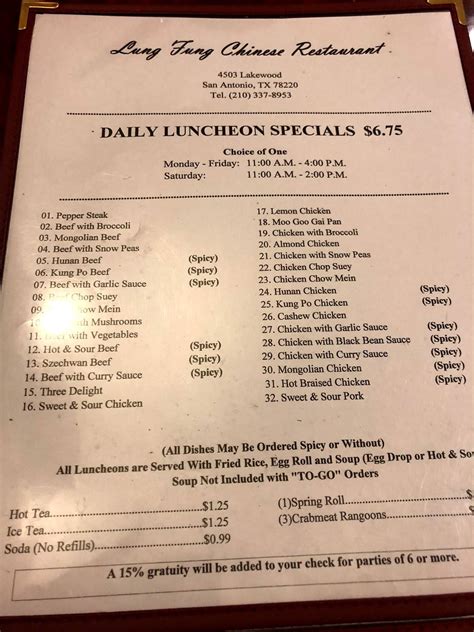 Lung Fung Chinese Restaurant
4503 Lakewood
San Antonio, TX 78220
Tel. (210) 337-8953
DAILY LUNCHEON SPECIALS $6.75
Choice of One
Monday - Friday: 11:00 A.M. - 4:00 P.M.
Saturday: 11:00 A.M. - 2:00 P.M.
01. Pepper Steak
02. Beef with Broccoli
03. Mongolian Beef
04. Beef with Snow Peas
05. Hunan Beef (Spicy)
06. Kung Po Beef (Spicy)
07. Beef with Garlic Sauce (Spicy)
08. Chop Suey
09. Chow Mein
10. with Mushrooms
11. with Vegetables
12. Hot & Sour Beef (Spicy)
13. Szechwan Beef (Spicy)
14. Beef with Curry Sauce (Spicy)
15. Three Delight
16. Sweet & Sour Chicken
17. Lemon Chicken
18. Moo Goo Gai Pan
19. Chicken with Broccoli
20. Almond Chicken
21. Chicken with Snow Peas
22. Chicken Chop Suey
23. Chicken Chow Mein
24. Hunan Chicken (Spicy)
25. Kung Po Chicken (Spicy)
26. Cashew Chicken
27. Chicken with Garlic Sauce (Spicy)
28. Chicken with Black Bean Sauce (Spicy)
29. Chicken with Curry Sauce (Spicy)
30. Mongolian Chicken (Spicy)
31. Hot Braised Chicken (Spicy)
32. Sweet & Sour Pork
(All Dishes May Be Ordered Spicy or Without)
All Luncheons are Served With Fried Rice, Egg Roll and Soup (Egg Drop or Hot & So
Soup Not Included with "TO-GO" Orders
Hot Tea $1.25
Ice Tea $1.25
Soda (No Refills) $0.99
(1)Spring Roll
(3)Crabmeat Rangoons
A 15% gratuity will be added to your check for parties of 6 or more.